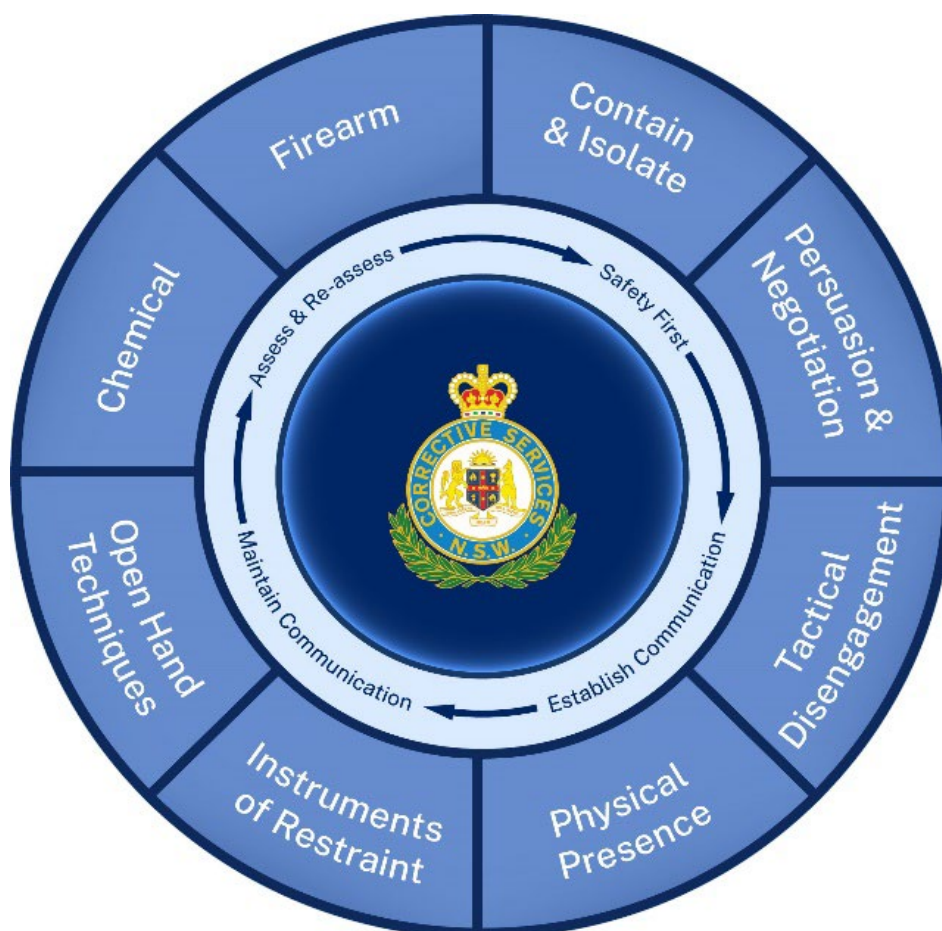 Contain
& Isolate
Persuasion &
Negotiation
Tactical
Disengagement
Physical
Presence
Instruments
of Restraint
Open Hand
Techniques
Chemical
Firearm
Safety First
Establish Communication
Maintain Communication
Assess & Re-assess
CORRECTIVE SERVICES
· N.S.W. ·